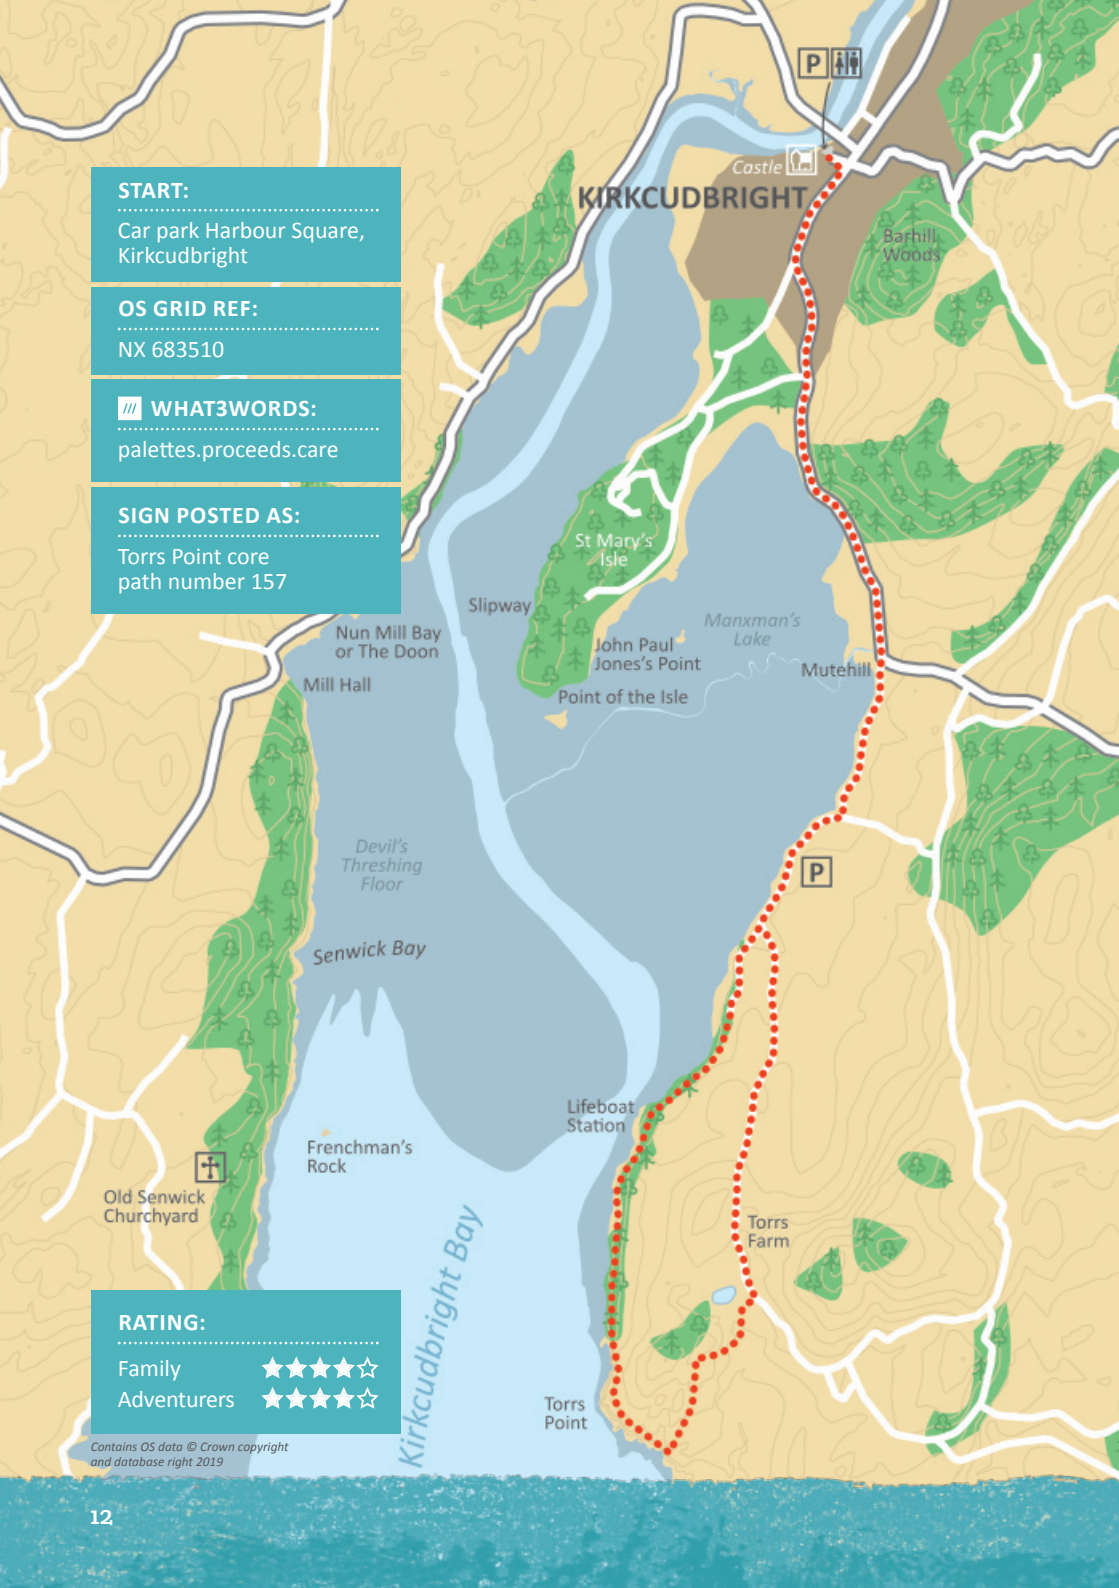 P
Castle
KIRKCUDBRIGHT
Barhill
Woods
START:
Car park Harbour Square,
Kirkcudbright
OS GRID REF:
NX 683510
/// WHAT3WORDS:
palettes.proceeds.care
SIGN POSTED AS:
Torrs Point core
path number 157
St Mary's
Isle
Slipway
Nun Mill Bay
or The Doon
Mill Hall
John Paul
Jones's Point
Point of the Isle
Manxman's
Lake
Mutehill
Devil's
Threshing
Floor
P
Senwick Bay
Lifeboat
Station
Frenchman's
Rock
Old Senwick
Churchyard
Torrs
Farm
Kirkcudbright Bay
Torrs
Point
RATING:
Family
Adventurers
Contains OS data © Crown copyright
and database right 2019
12